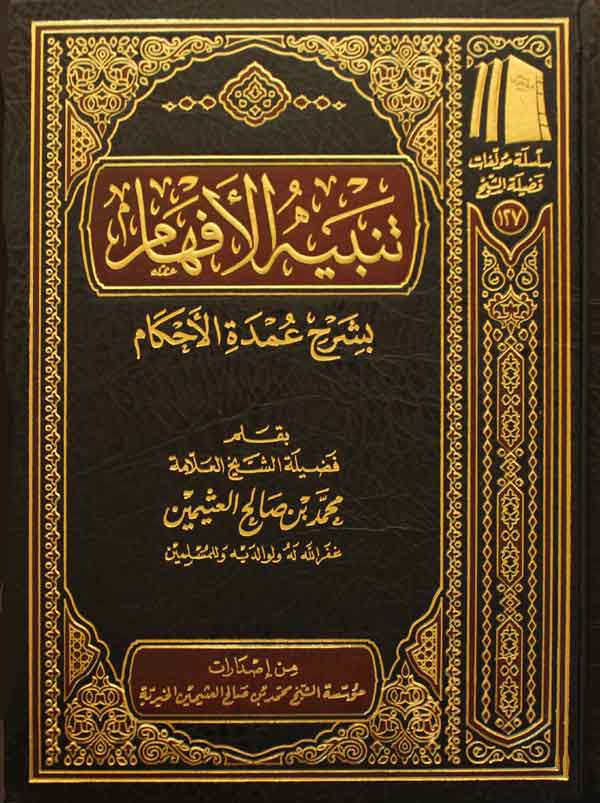 سلسلة مؤلفات
فضيلة الشيخ
١٢٧
تنبيه الأفهام
بشرح عمدة الأحكام
بقلم
فضيلة الشيخ العلامة
محمد بن صالح العثيمين
غفر الله له ولوالديه وللمسلمين
من إصدارات
مؤسسة الشيخ محمد بن صالح العثيمين الخيرية